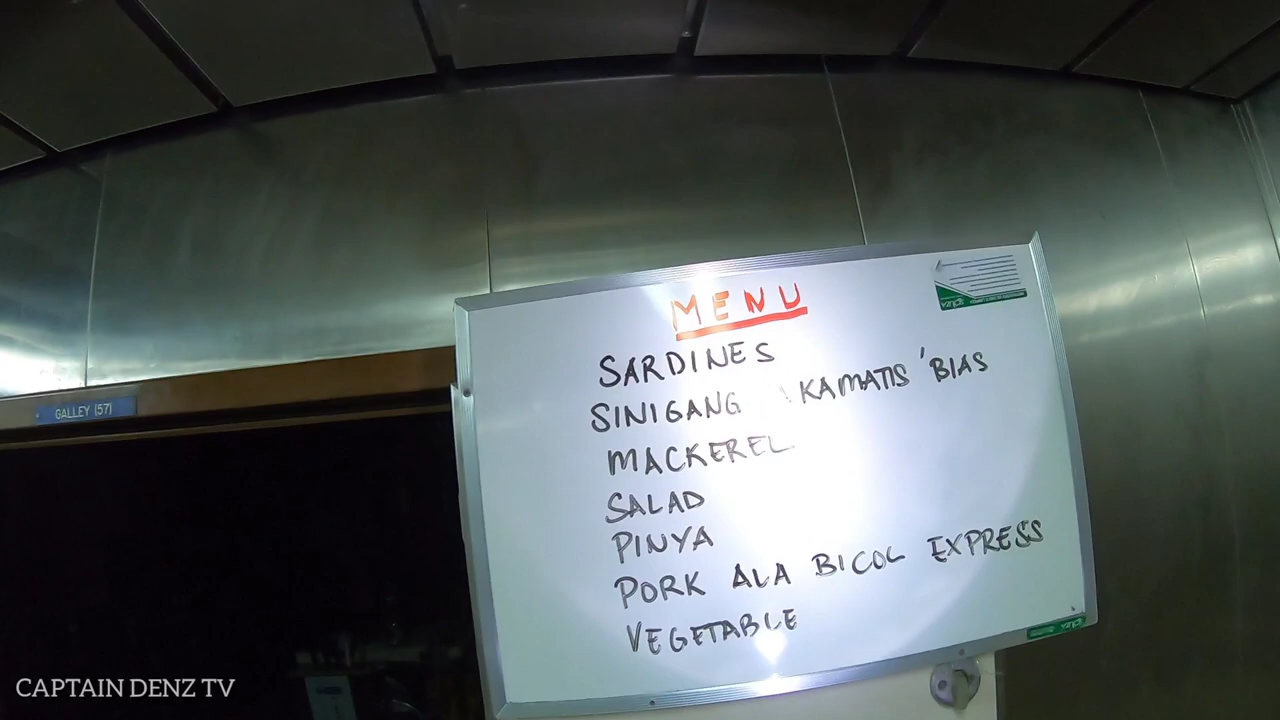 MENU
SARDINES
SINIGANG KAMATIS 'BIAS
MACKEREL
SALAD
PINYA
PORK ALA BICOL EXPRESS
VEGETABLE
GALLEY (57)
CAPTAIN DENZ TV